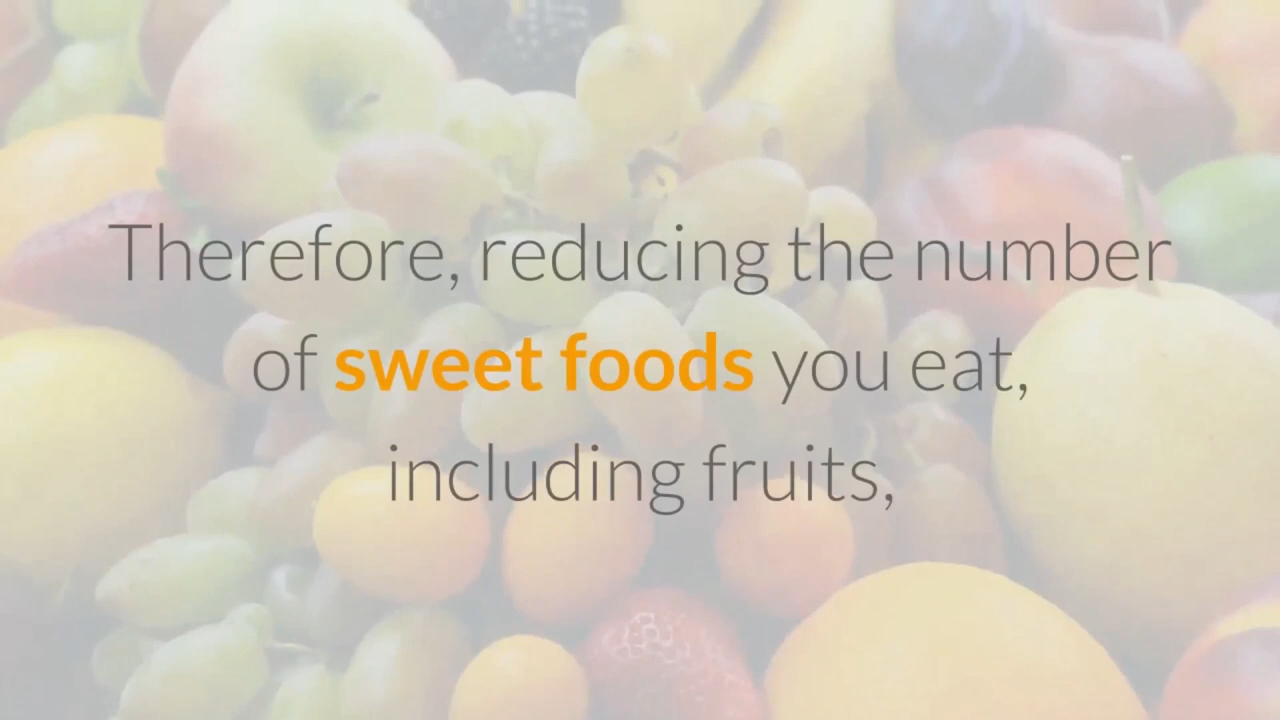 Therefore, reducing the number
of sweet foods you eat,
including fruits,